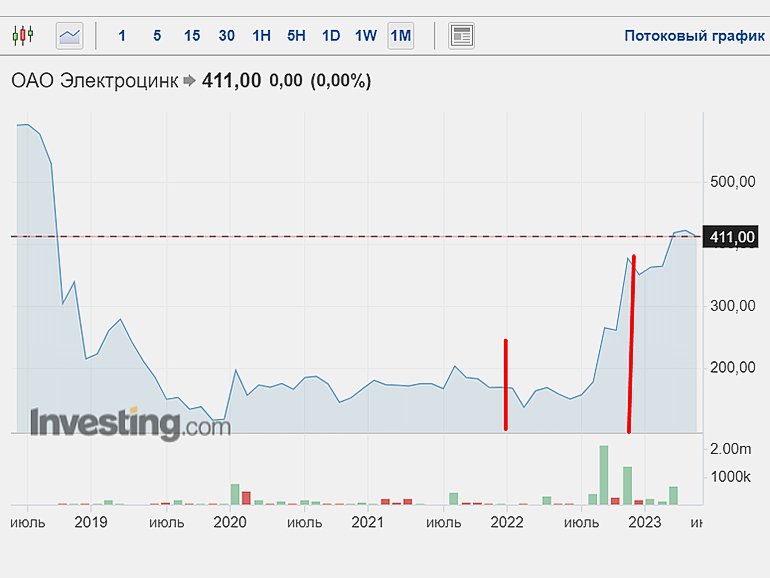 1 5 15 30 1H 5H 1D 1W 1M Потоковый график
ОАО Электроцинк 411,00 0,00 (0,00%)
500,00
411,00
300,00
200,00
Investing.com
2.00m
1000k
июль 2019 июль 2020 июль 2021 июль 2022 июль 2023